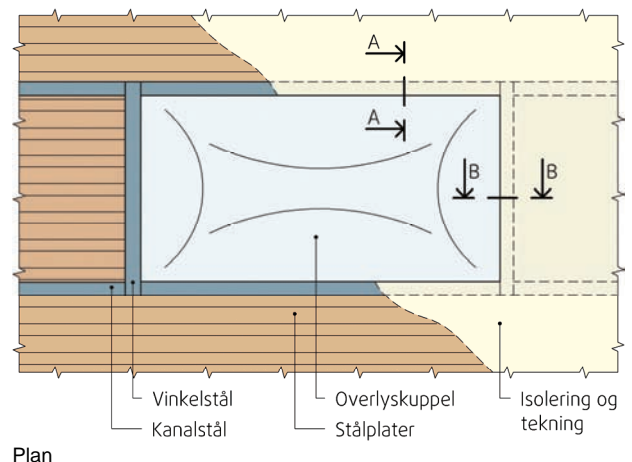 A
A
B
B
Vinkelstål
Overlyskuppel
Isolering og
tekning
Kanalstål
Stålplater
Plan